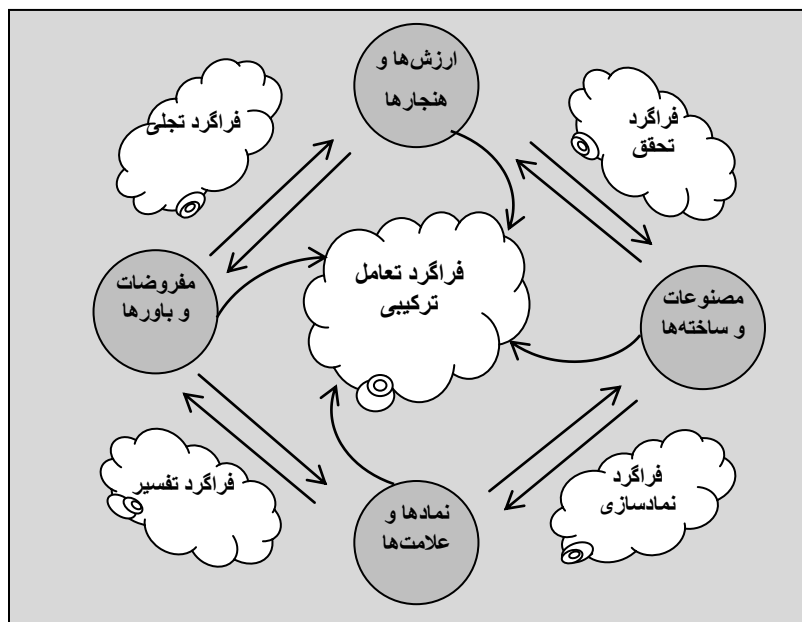 ارزش‌ها و
هنجارها
فراگرد تجلی
فراگرد
تحقق
مفروضات
و باورها
فراگرد تعامل
ترکیبی
مصنوعات
و ساخته‌ها
فراگرد تفسیر
نمادها و
علامت‌ها
فراگرد
نمادسازی